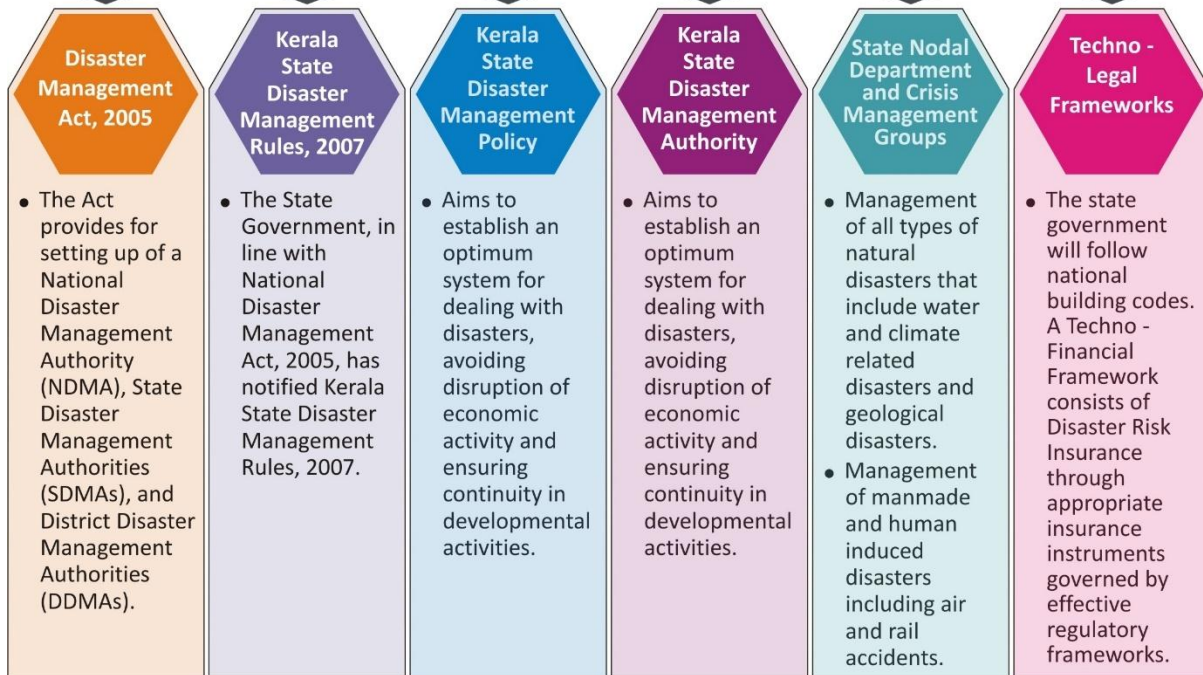 Disaster
Management
Act, 2005
• The Act
provides for
setting up of a
National
Disaster
Management
Authority
(NDMA), State
Disaster
Management
Authorities
(SDMAs), and
District Disaster
Management
Authorities
(DDMAs).
Kerala
State
Disaster
Management
Rules, 2007
• The State
Government, in
line with
National
Disaster
Management
Act, 2005, has
notified Kerala
State Disaster
Management
Rules, 2007.
Kerala
State
Disaster
Management
Policy
• Aims to
establish an
optimum
system for
dealing with
disasters,
avoiding
disruption of
economic
activity and
ensuring
continuity in
developmental
activities.
Kerala
State
Disaster
Management
Authority
• Aims to
establish an
optimum
system for
dealing with
disasters,
avoiding
disruption of
economic
activity and
ensuring
continuity in
developmental
activities.
State Nodal
Department
and Crisis
Management
Groups
• Management
of all types of
natural
disasters that
include water
and climate
related
disasters and
geological
disasters.
• Management
of manmade
and human
induced
disasters
including air
and rail
accidents.
Techno -
Legal
Frameworks
• The state
government
will follow
national
building codes.
A Techno -
Financial
Framework
consists of
Disaster Risk
Insurance
through
appropriate
insurance
instruments
governed by
effective
regulatory
frameworks.